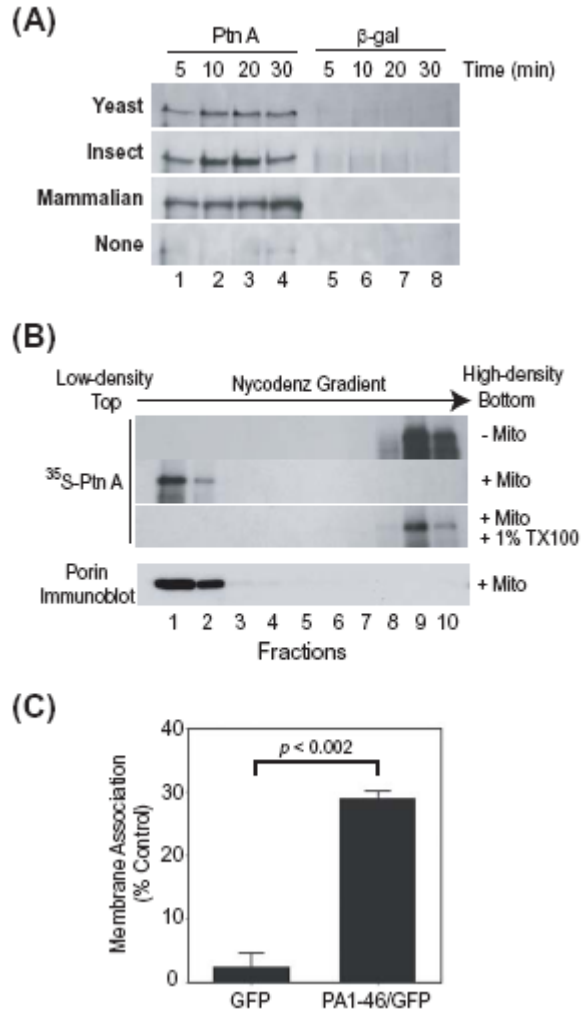 (A)
Ptn A β-gal
5 10 20 30 5 10 20 30 Time (min)
Yeast
Insect
Mammalian
None
1 2 3 4 5 6 7 8
(B)
Low-density Top Nycodenz Gradient High-density Bottom
³⁵S-Ptn A
- Mito
+ Mito
+ Mito
+ 1% TX100
Porin Immunoblot + Mito
1 2 3 4 5 6 7 8 9 10
Fractions
(C)
Membrane Association
(% Control)
40
30
20
10
0
p < 0.002
GFP PA1-46/GFP